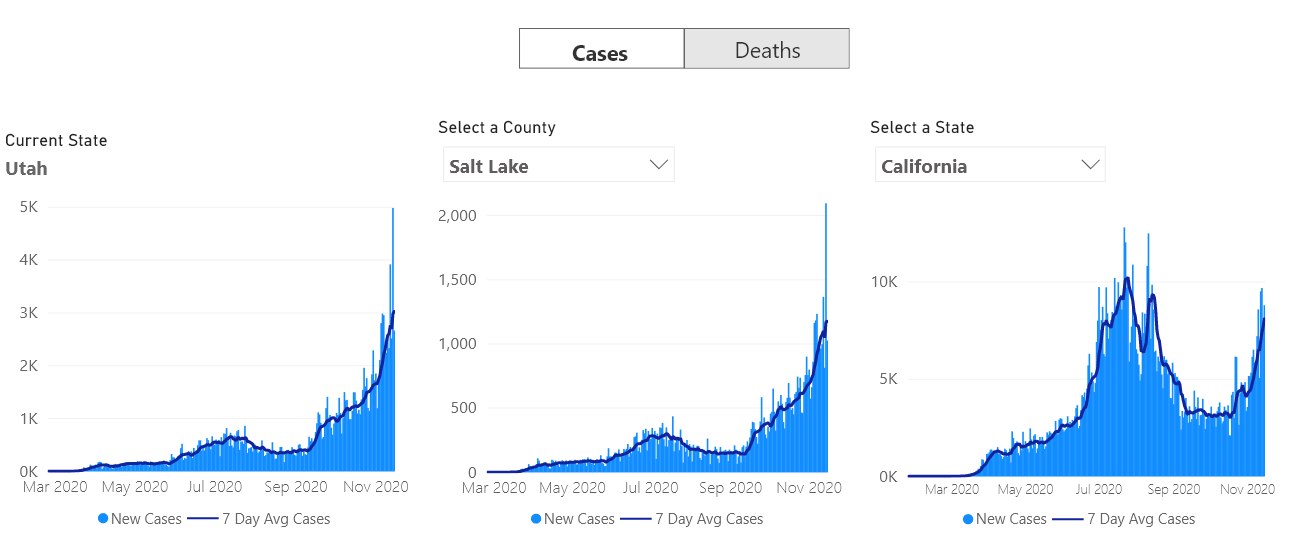 Cases Deaths
Current State
Utah
5K
4K
3K
2K
1K
0K
Mar 2020 May 2020 Jul 2020 Sep 2020 Nov 2020
New Cases 7 Day Avg Cases
Select a County
Salt Lake
2,000
1,500
1,000
500
0
Mar 2020 May 2020 Jul 2020 Sep 2020 Nov 2020
New Cases 7 Day Avg Cases
Select a State
California
10K
5K
0K
Mar 2020 May 2020 Jul 2020 Sep 2020 Nov 2020
New Cases 7 Day Avg Cases